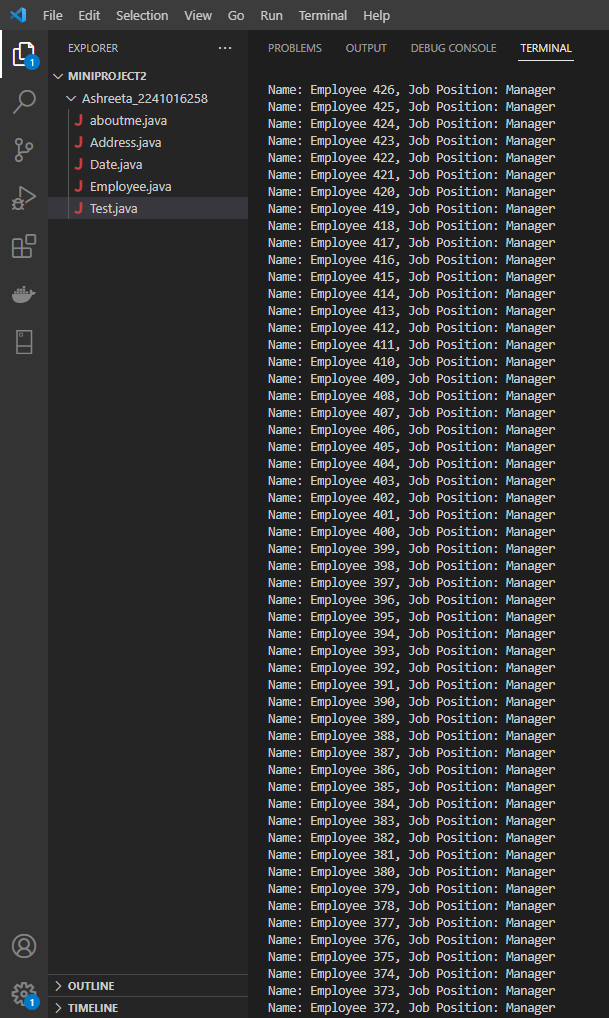 File Edit Selection View Go Run Terminal Help
EXPLORER
MINIPROJECT2
Ashreeta_2241016258
J aboutme.java
J Address.java
J Date.java
J Employee.java
J Test.java
OUTLINE
TIMELINE
1
1
PROBLEMS OUTPUT DEBUG CONSOLE TERMINAL
Name: Employee 426, Job Position: Manager
Name: Employee 425, Job Position: Manager
Name: Employee 424, Job Position: Manager
Name: Employee 423, Job Position: Manager
Name: Employee 422, Job Position: Manager
Name: Employee 421, Job Position: Manager
Name: Employee 420, Job Position: Manager
Name: Employee 419, Job Position: Manager
Name: Employee 418, Job Position: Manager
Name: Employee 417, Job Position: Manager
Name: Employee 416, Job Position: Manager
Name: Employee 415, Job Position: Manager
Name: Employee 414, Job Position: Manager
Name: Employee 413, Job Position: Manager
Name: Employee 412, Job Position: Manager
Name: Employee 411, Job Position: Manager
Name: Employee 410, Job Position: Manager
Name: Employee 409, Job Position: Manager
Name: Employee 408, Job Position: Manager
Name: Employee 407, Job Position: Manager
Name: Employee 406, Job Position: Manager
Name: Employee 405, Job Position: Manager
Name: Employee 404, Job Position: Manager
Name: Employee 403, Job Position: Manager
Name: Employee 402, Job Position: Manager
Name: Employee 401, Job Position: Manager
Name: Employee 400, Job Position: Manager
Name: Employee 399, Job Position: Manager
Name: Employee 398, Job Position: Manager
Name: Employee 397, Job Position: Manager
Name: Employee 396, Job Position: Manager
Name: Employee 395, Job Position: Manager
Name: Employee 394, Job Position: Manager
Name: Employee 393, Job Position: Manager
Name: Employee 392, Job Position: Manager
Name: Employee 391, Job Position: Manager
Name: Employee 390, Job Position: Manager
Name: Employee 389, Job Position: Manager
Name: Employee 388, Job Position: Manager
Name: Employee 387, Job Position: Manager
Name: Employee 386, Job Position: Manager
Name: Employee 385, Job Position: Manager
Name: Employee 384, Job Position: Manager
Name: Employee 383, Job Position: Manager
Name: Employee 382, Job Position: Manager
Name: Employee 381, Job Position: Manager
Name: Employee 380, Job Position: Manager
Name: Employee 379, Job Position: Manager
Name: Employee 378, Job Position: Manager
Name: Employee 377, Job Position: Manager
Name: Employee 376, Job Position: Manager
Name: Employee 375, Job Position: Manager
Name: Employee 374, Job Position: Manager
Name: Employee 373, Job Position: Manager
Name: Employee 372, Job Position: Manager